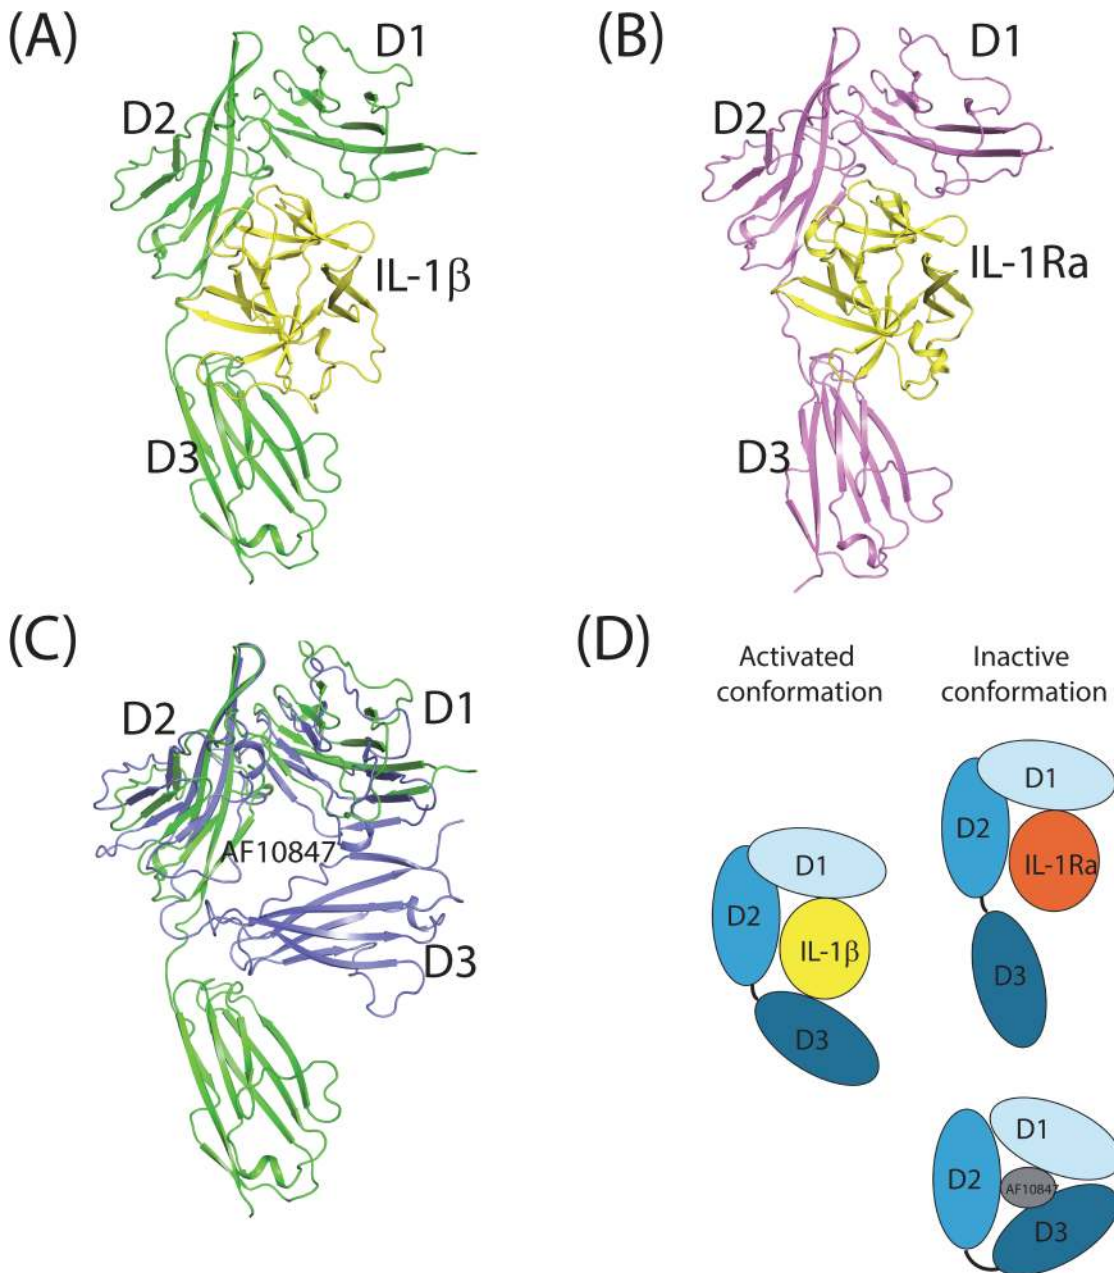 (A)
D1
D2
IL-1β
D3
(B)
D1
D2
IL-1Ra
D3
(C)
D2
D1
AF10847
D3
(D)
Activated
conformation
Inactive
conformation
D1
D2
IL-1β
D3
D1
D2
IL-1Ra
D3
D1
D2
AF10847
D3